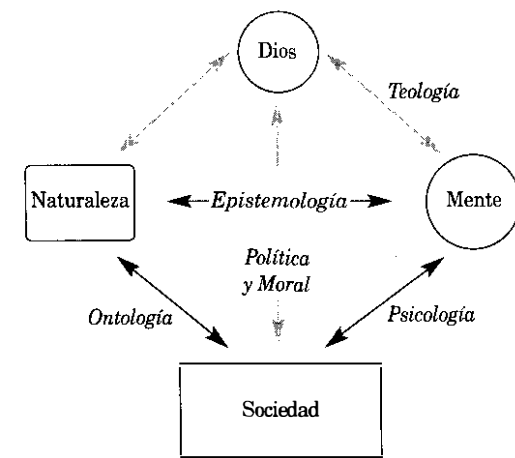 Dios
Teología
Naturaleza
Epistemología
Mente
Política
y Moral
Ontología
Psicología
Sociedad